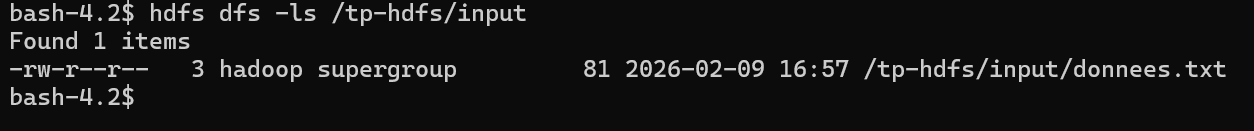 bash-4.2$ hdfs dfs -ls /tp-hdfs/input
Found 1 items
-rw-r--r--   3 hadoop supergroup         81 2026-02-09 16:57 /tp-hdfs/input/donnees.txt
bash-4.2$